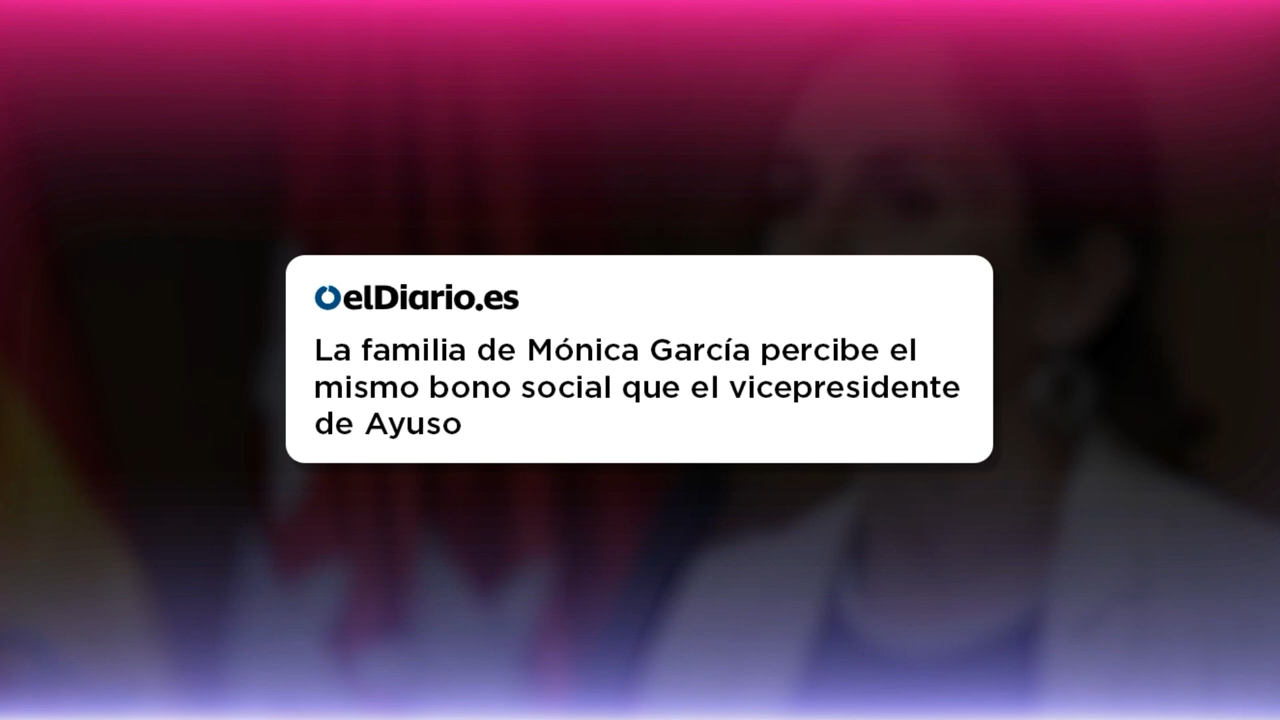 elDiario.es
La familia de Mónica García percibe el
mismo bono social que el vicepresidente
de Ayuso